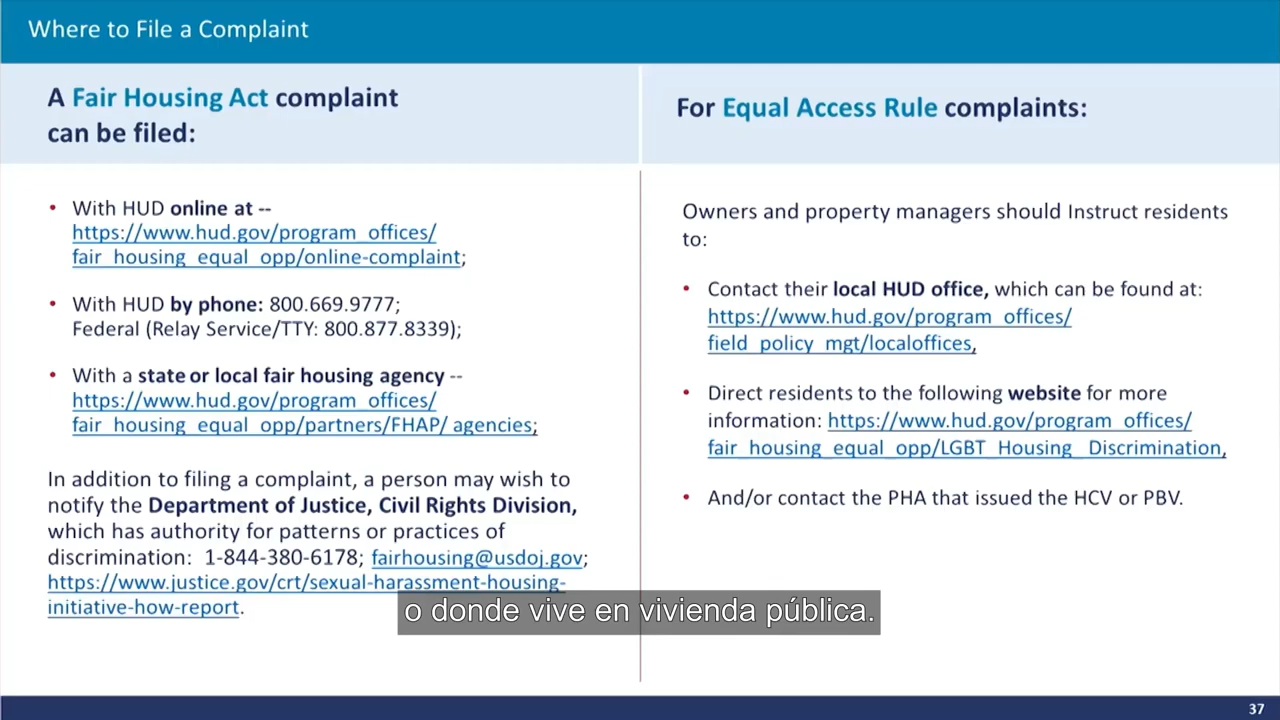 Where to File a Complaint
A Fair Housing Act complaint
can be filed:
• With HUD online at --
https://www.hud.gov/program_offices/
fair_housing_equal_opp/online-complaint;
• With HUD by phone: 800.669.9777;
Federal (Relay Service/TTY: 800.877.8339);
• With a state or local fair housing agency --
https://www.hud.gov/program_offices/
fair_housing_equal_opp/partners/FHAP/ agencies;
In addition to filing a complaint, a person may wish to
notify the Department of Justice, Civil Rights Division,
which has authority for patterns or practices of
discrimination: 1-844-380-6178; fairhousing@usdoj.gov;
https://www.justice.gov/crt/sexual-harassment-housing-
initiative-how-report.
For Equal Access Rule complaints:
Owners and property managers should Instruct residents
to:
• Contact their local HUD office, which can be found at:
https://www.hud.gov/program_offices/
field_policy_mgt/localoffices,
• Direct residents to the following website for more
information: https://www.hud.gov/program_offices/
fair_housing_equal_opp/LGBT_Housing_Discrimination,
• And/or contact the PHA that issued the HCV or PBV.
o donde vive en vivienda pública.
37